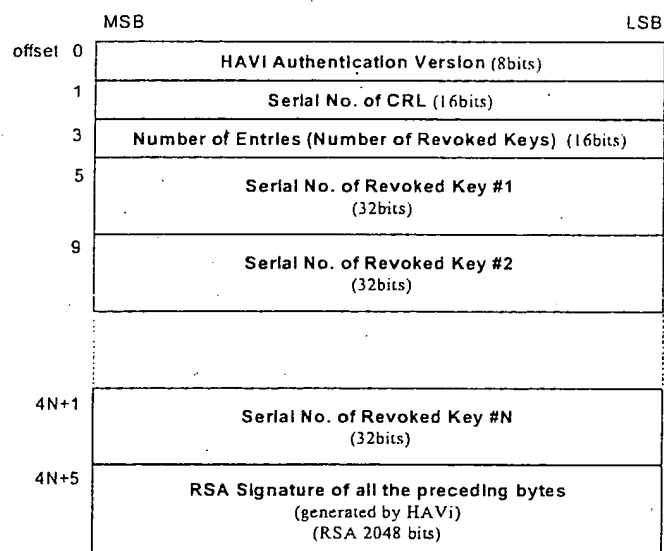 MSB LSB
offset 0 HAVi Authentication Version (8bits)
1 Serial No. of CRL (16bits)
3 Number of Entries (Number of Revoked Keys) (16bits)
5 Serial No. of Revoked Key #1
(32bits)
9 Serial No. of Revoked Key #2
(32bits)
4N+1 Serial No. of Revoked Key #N
(32bits)
4N+5 RSA Signature of all the preceding bytes
(generated by HAVi)
(RSA 2048 bits)